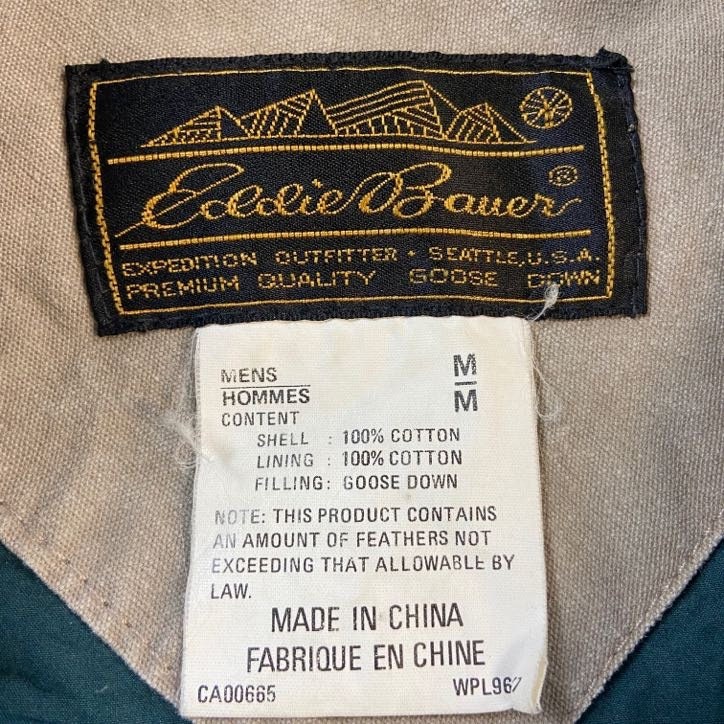 Eddie Bauer®
EXPEDITION OUTFITTER • SEATTLE, U.S.A.
PREMIUM QUALITY GOOSE DOWN
MENS M
HOMMES M
CONTENT
SHELL : 100% COTTON
LINING : 100% COTTON
FILLING: GOOSE DOWN
NOTE: THIS PRODUCT CONTAINS
AN AMOUNT OF FEATHERS NOT
EXCEEDING THAT ALLOWABLE BY
LAW.
MADE IN CHINA
FABRIQUE EN CHINE
CA00665 WPL967